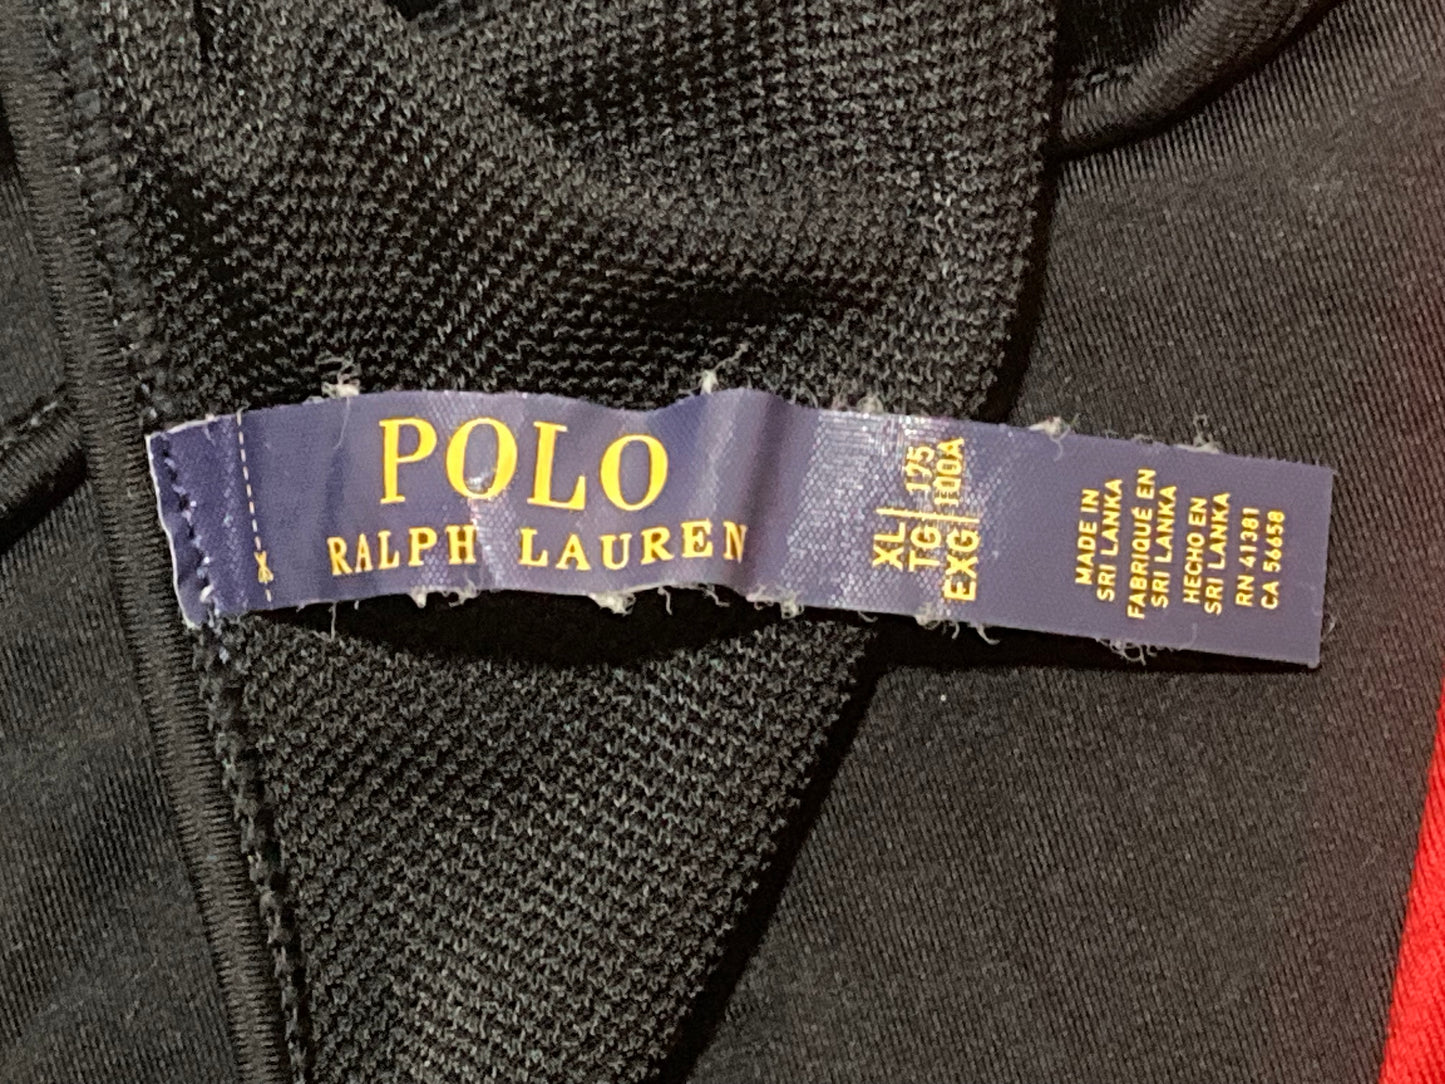 POLO
RALPH LAUREN
X
XL 175
TG 100A
EXG
MADE IN
SRI LANKA
FABRIQUÉ EN
SRI LANKA
HECHO EN
SRI LANKA
RN 41381
CA 56658